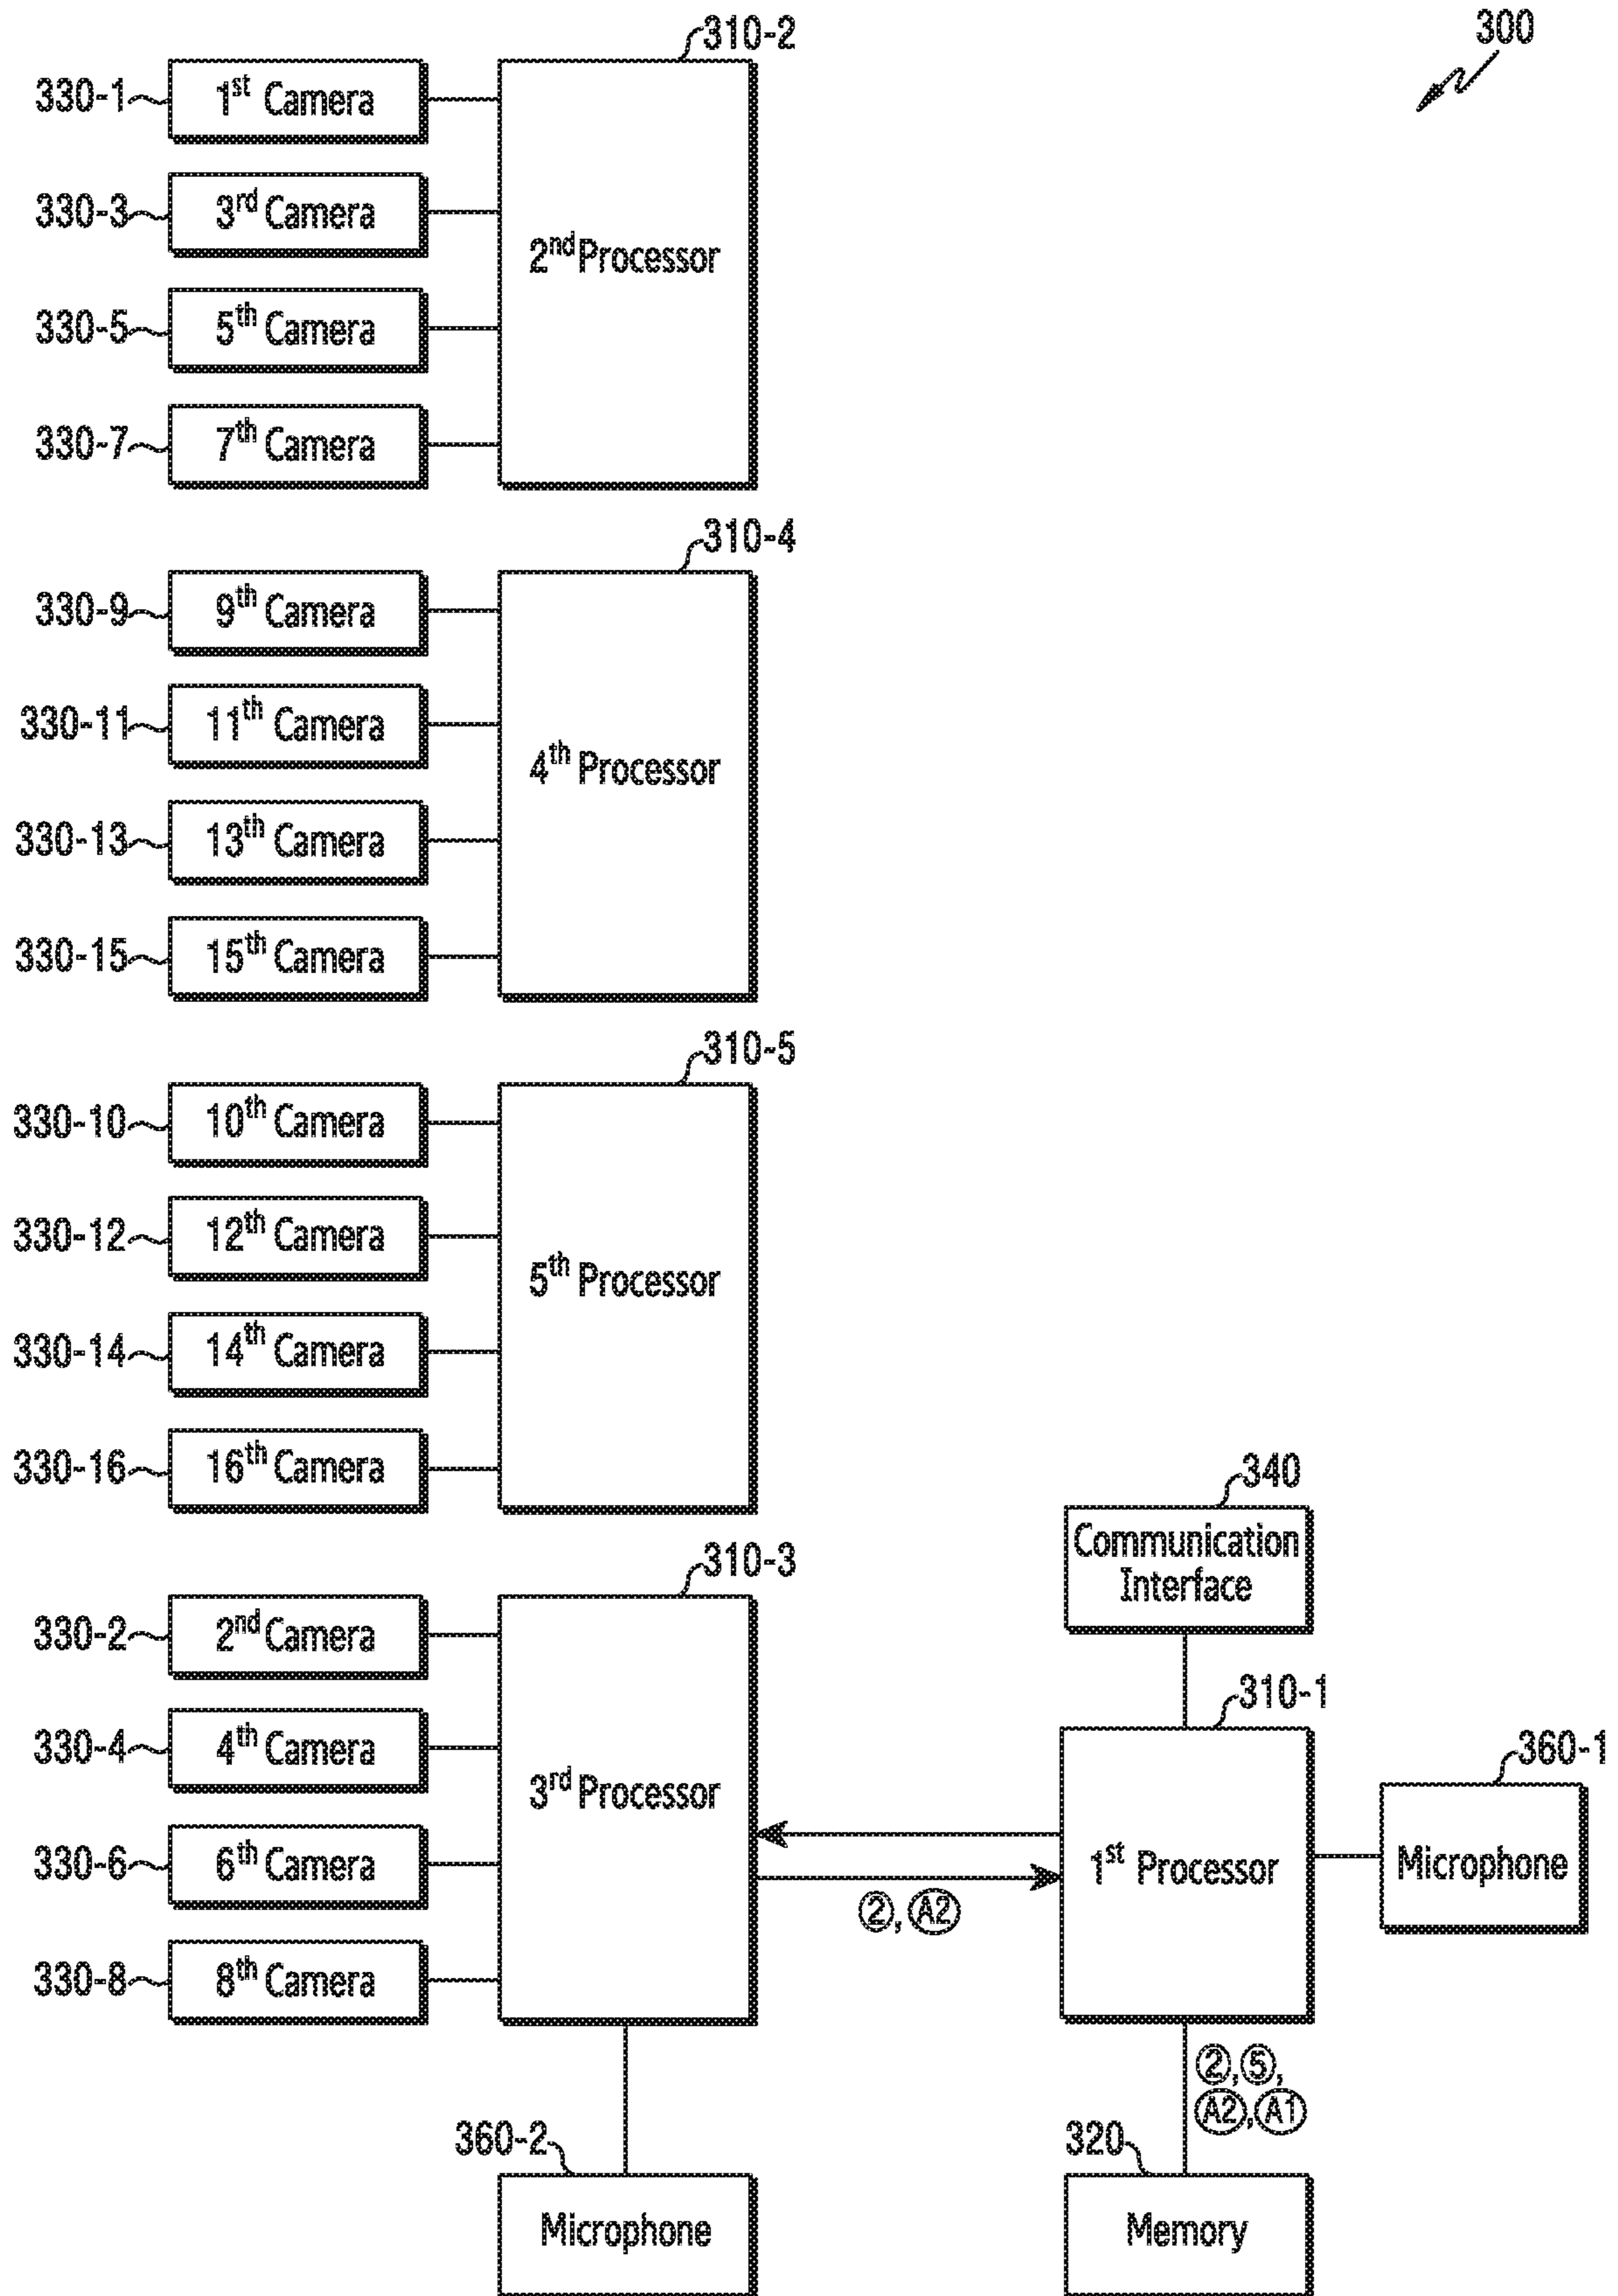 300
310-2
330-1
1st Camera
330-3
3rd Camera
2nd Processor
330-5
5th Camera
330-7
7th Camera
310-4
330-9
9th Camera
330-11
11th Camera
4th Processor
330-13
13th Camera
330-15
15th Camera
310-5
330-10
10th Camera
330-12
12th Camera
5th Processor
330-14
14th Camera
330-16
16th Camera
340
Communication
Interface
310-3
330-2
2nd Camera
310-1
330-4
4th Camera
360-1
3rd Processor
330-6
6th Camera
1st Processor
Microphone
②, Ⓐ2
330-8
8th Camera
②,⑤,
A2,A1
360-2
320
Microphone
Memory